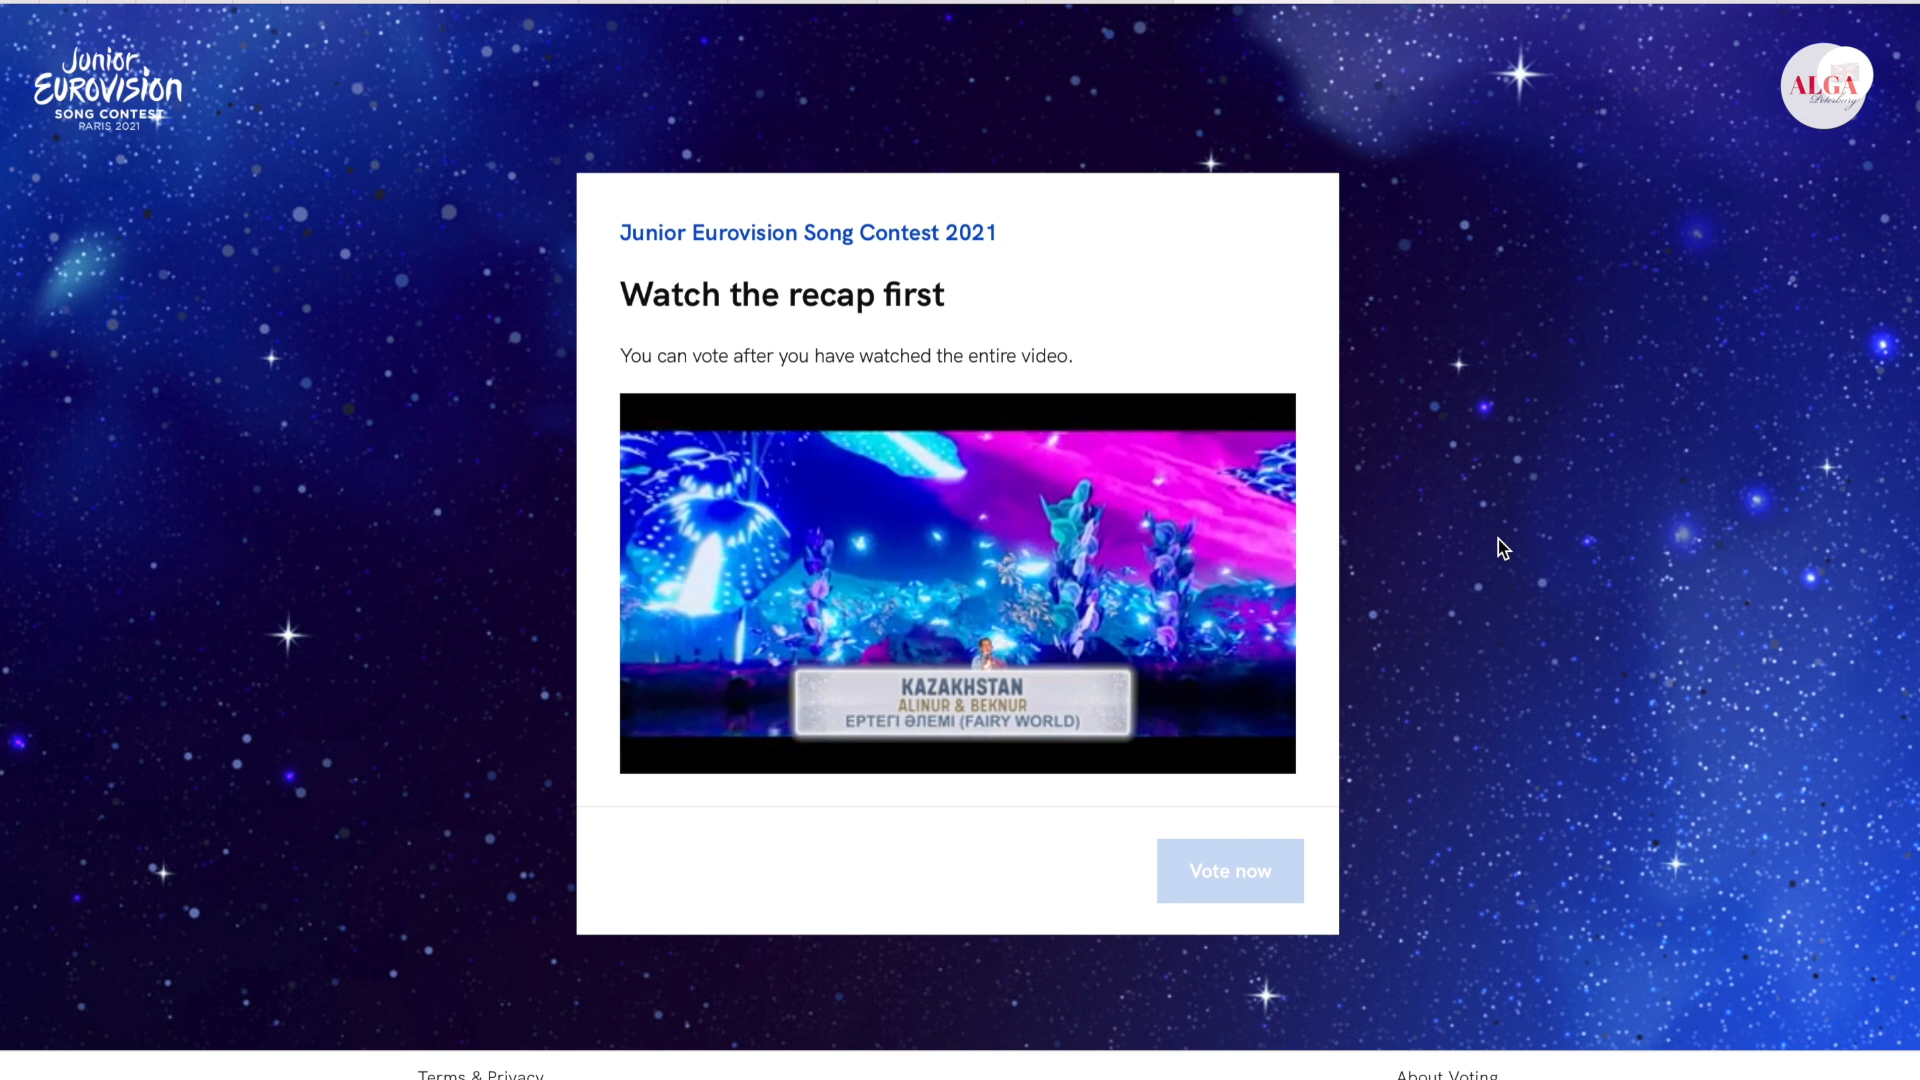 Junior
EUROVISION
SONG CONTEST
PARIS 2021
ALGA
Peterburg
Junior Eurovision Song Contest 2021
Watch the recap first
You can vote after you have watched the entire video.
KAZAKHSTAN
ALINUR & BEKNUR
ЕРТЕГІ ӘЛЕМІ (FAIRY WORLD)
Vote now
Terms & Privacy
About Voting